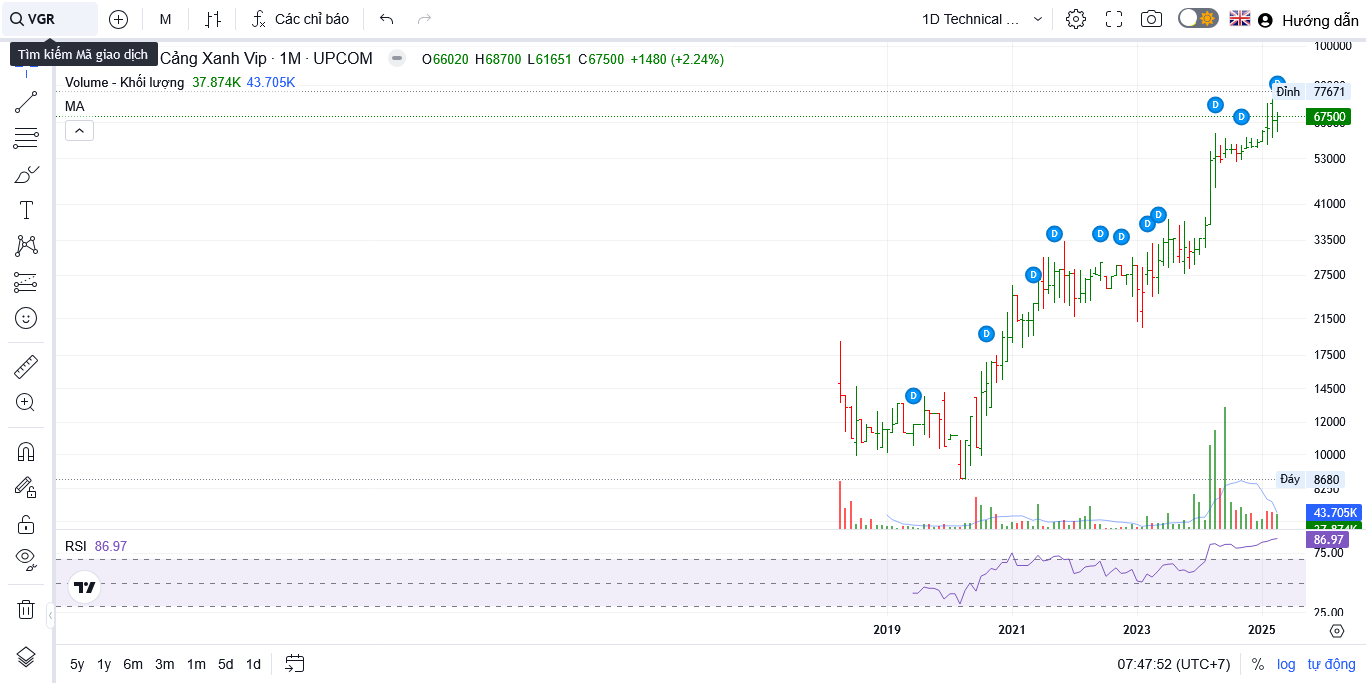 VGR
M
Các chỉ báo
1D Technical ...
Hướng dẫn
Tìm kiếm Mã giao dịch
Cảng Xanh Vip · 1M · UPCOM
O66020 H68700 L61651 C67500 +1480 (+2.24%)
Volume - Khối lượng 37.874K 43.705K
MA
100000
Đỉnh 77671
67500
53000
41000
33500
27500
21500
17500
14500
12000
10000
Đáy 8680
8250
43.705K
37.874K
RSI 86.97
86.97
75.00
25.00
D
D
D
D
D
D
D
D
D
D
D
2019
2021
2023
2025
5y 1y 6m 3m 1m 5d 1d
07:47:52 (UTC+7)
% log tự động